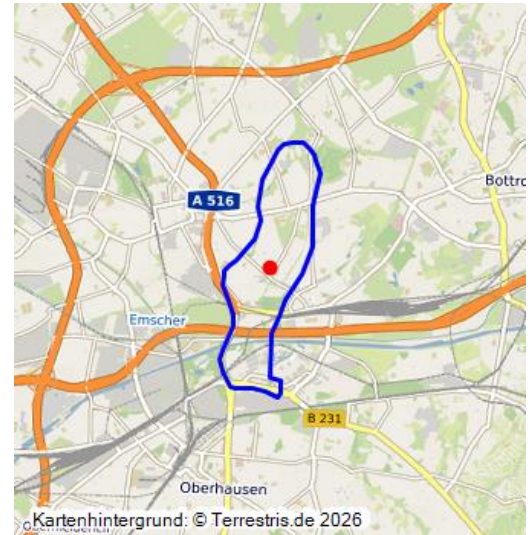 A 516
Bottro
Emscher
B 231
Oberhausen
Kartenhintergrund: © Terrestris.de 2026